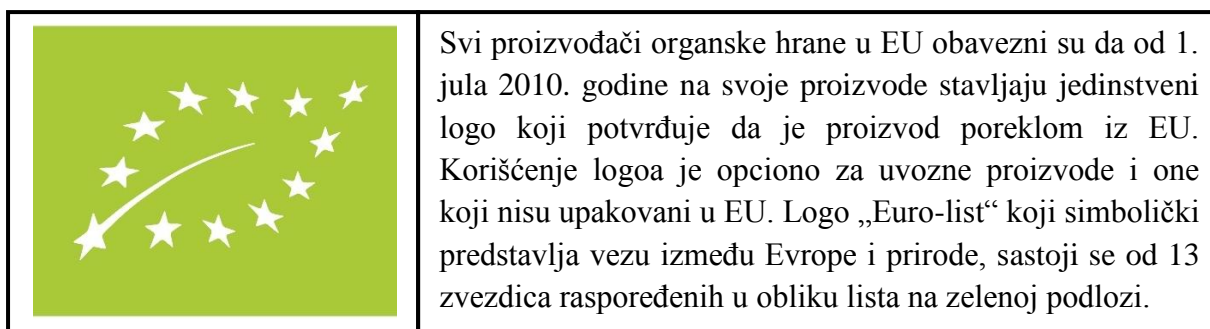 Svi proizvođači organske hrane u EU obavezni su da od 1.
jula 2010. godine na svoje proizvode stavljaju jedinstveni
logo koji potvrđuje da je proizvod poreklom iz EU.
Korišćenje logoa je opciono za uvozne proizvode i one
koji nisu upakovani u EU. Logo „Euro-list“ koji simbolički
predstavlja vezu između Evrope i prirode, sastoji se od 13
zvezdica raspoređenih u obliku lista na zelenoj podlozi.